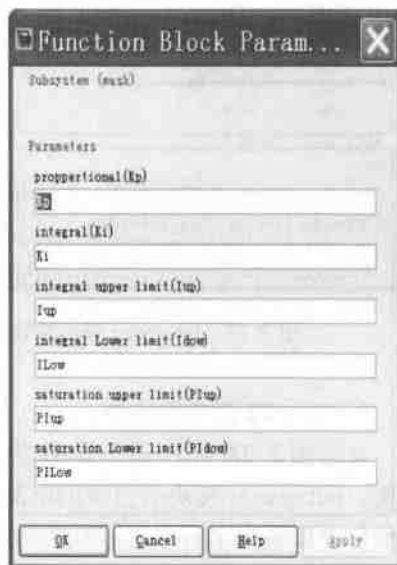 Function Block Param...
Subsystem (mask)
Parameters
proppertional(Kp)
Kp
integral(Ki)
Ki
integral upper limit(Iup)
Iup
integral Lower limit(Idow)
ILow
saturation upper limit(PIup)
PIup
saturation Lower limit(PIdow)
PILow
OK
Cancel
Help
Apply